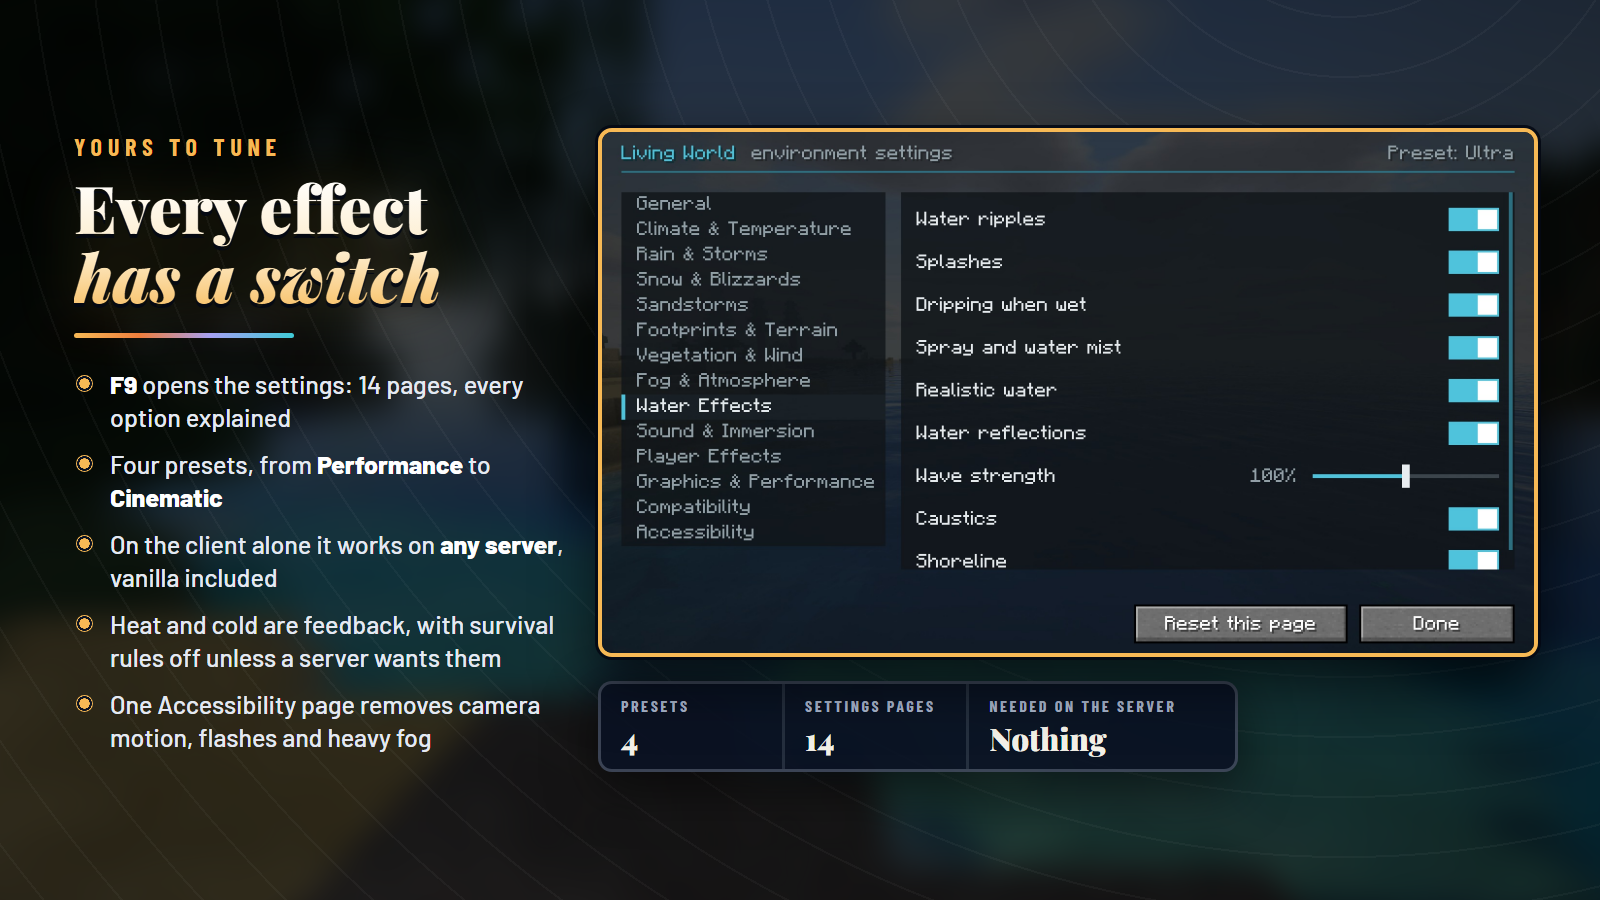 YOURS TO TUNE
Every effect
has a switch
F9 opens the settings: 14 pages, every
option explained
Four presets, from Performance to
Cinematic
On the client alone it works on any server,
vanilla included
Heat and cold are feedback, with survival
rules off unless a server wants them
One Accessibility page removes camera
motion, flashes and heavy fog
Living World environment settings
Preset: Ultra
General
Climate & Temperature
Rain & Storms
Snow & Blizzards
Sandstorms
Footprints & Terrain
Vegetation & Wind
Fog & Atmosphere
Water Effects
Sound & Immersion
Player Effects
Graphics & Performance
Compatibility
Accessibility
Water ripples
Splashes
Dripping when wet
Spray and water mist
Realistic water
Water reflections
Wave strength 100%
Caustics
Shoreline
Reset this page
Done
PRESETS
4
SETTINGS PAGES
14
NEEDED ON THE SERVER
Nothing